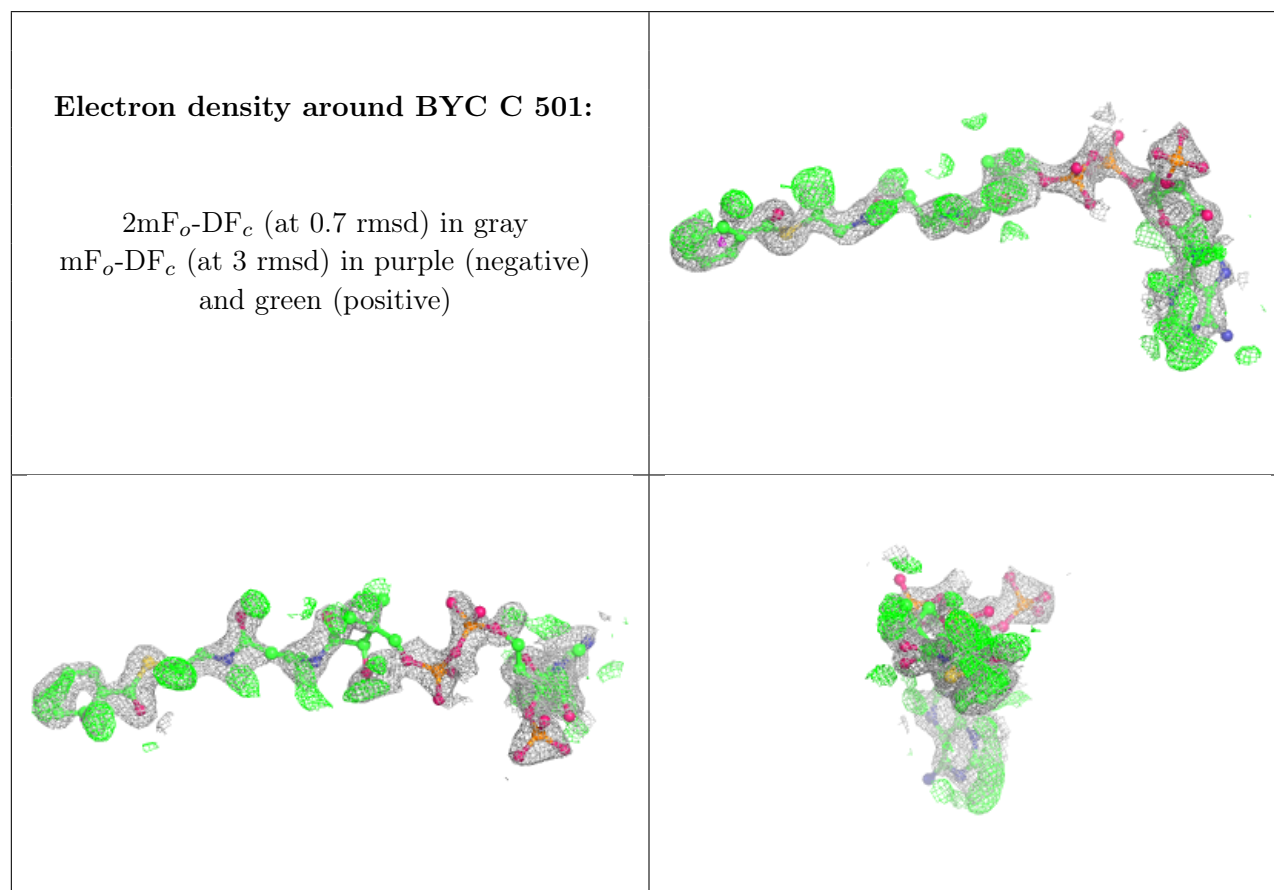 Electron density around BYC C 501:
2mFₒ-DF𝒸 (at 0.7 rmsd) in gray
mFₒ-DF𝒸 (at 3 rmsd) in purple (negative)
and green (positive)